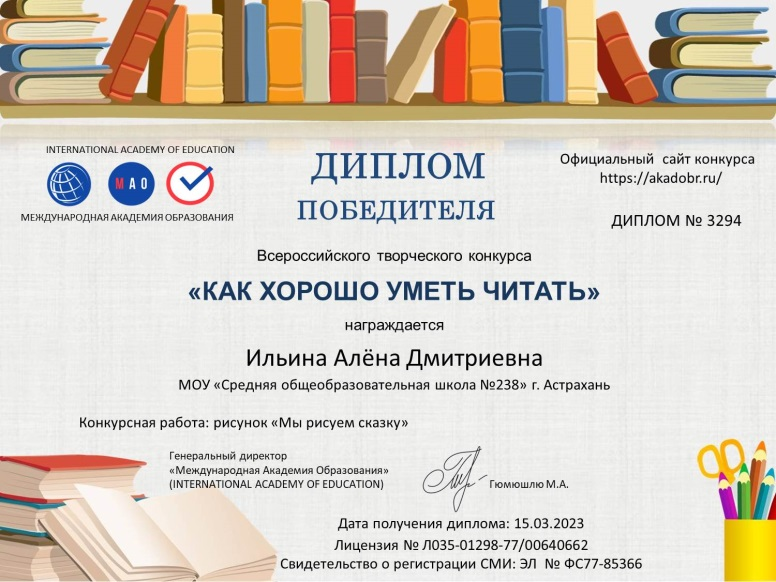 INTERNATIONAL ACADEMY OF EDUCATION
МАО
МЕЖДУНАРОДНАЯ АКАДЕМИЯ ОБРАЗОВАНИЯ
ДИПЛОМ
ПОБЕДИТЕЛЯ
Официальный сайт конкурса
https://akadobr.ru/
ДИПЛОМ № 3294
Всероссийского творческого конкурса
«КАК ХОРОШО УМЕТЬ ЧИТАТЬ»
награждается
Ильина Алёна Дмитриевна
МОУ «Средняя общеобразовательная школа №238» г. Астрахань
Конкурсная работа: рисунок «Мы рисуем сказку»
Генеральный директор
«Международная Академия Образования»
(INTERNATIONAL ACADEMY OF EDUCATION)
Гюмюшлю М.А.
Дата получения диплома: 15.03.2023
Лицензия № Л035-01298-77/00640662
Свидетельство о регистрации СМИ: ЭЛ № ФС77-85366